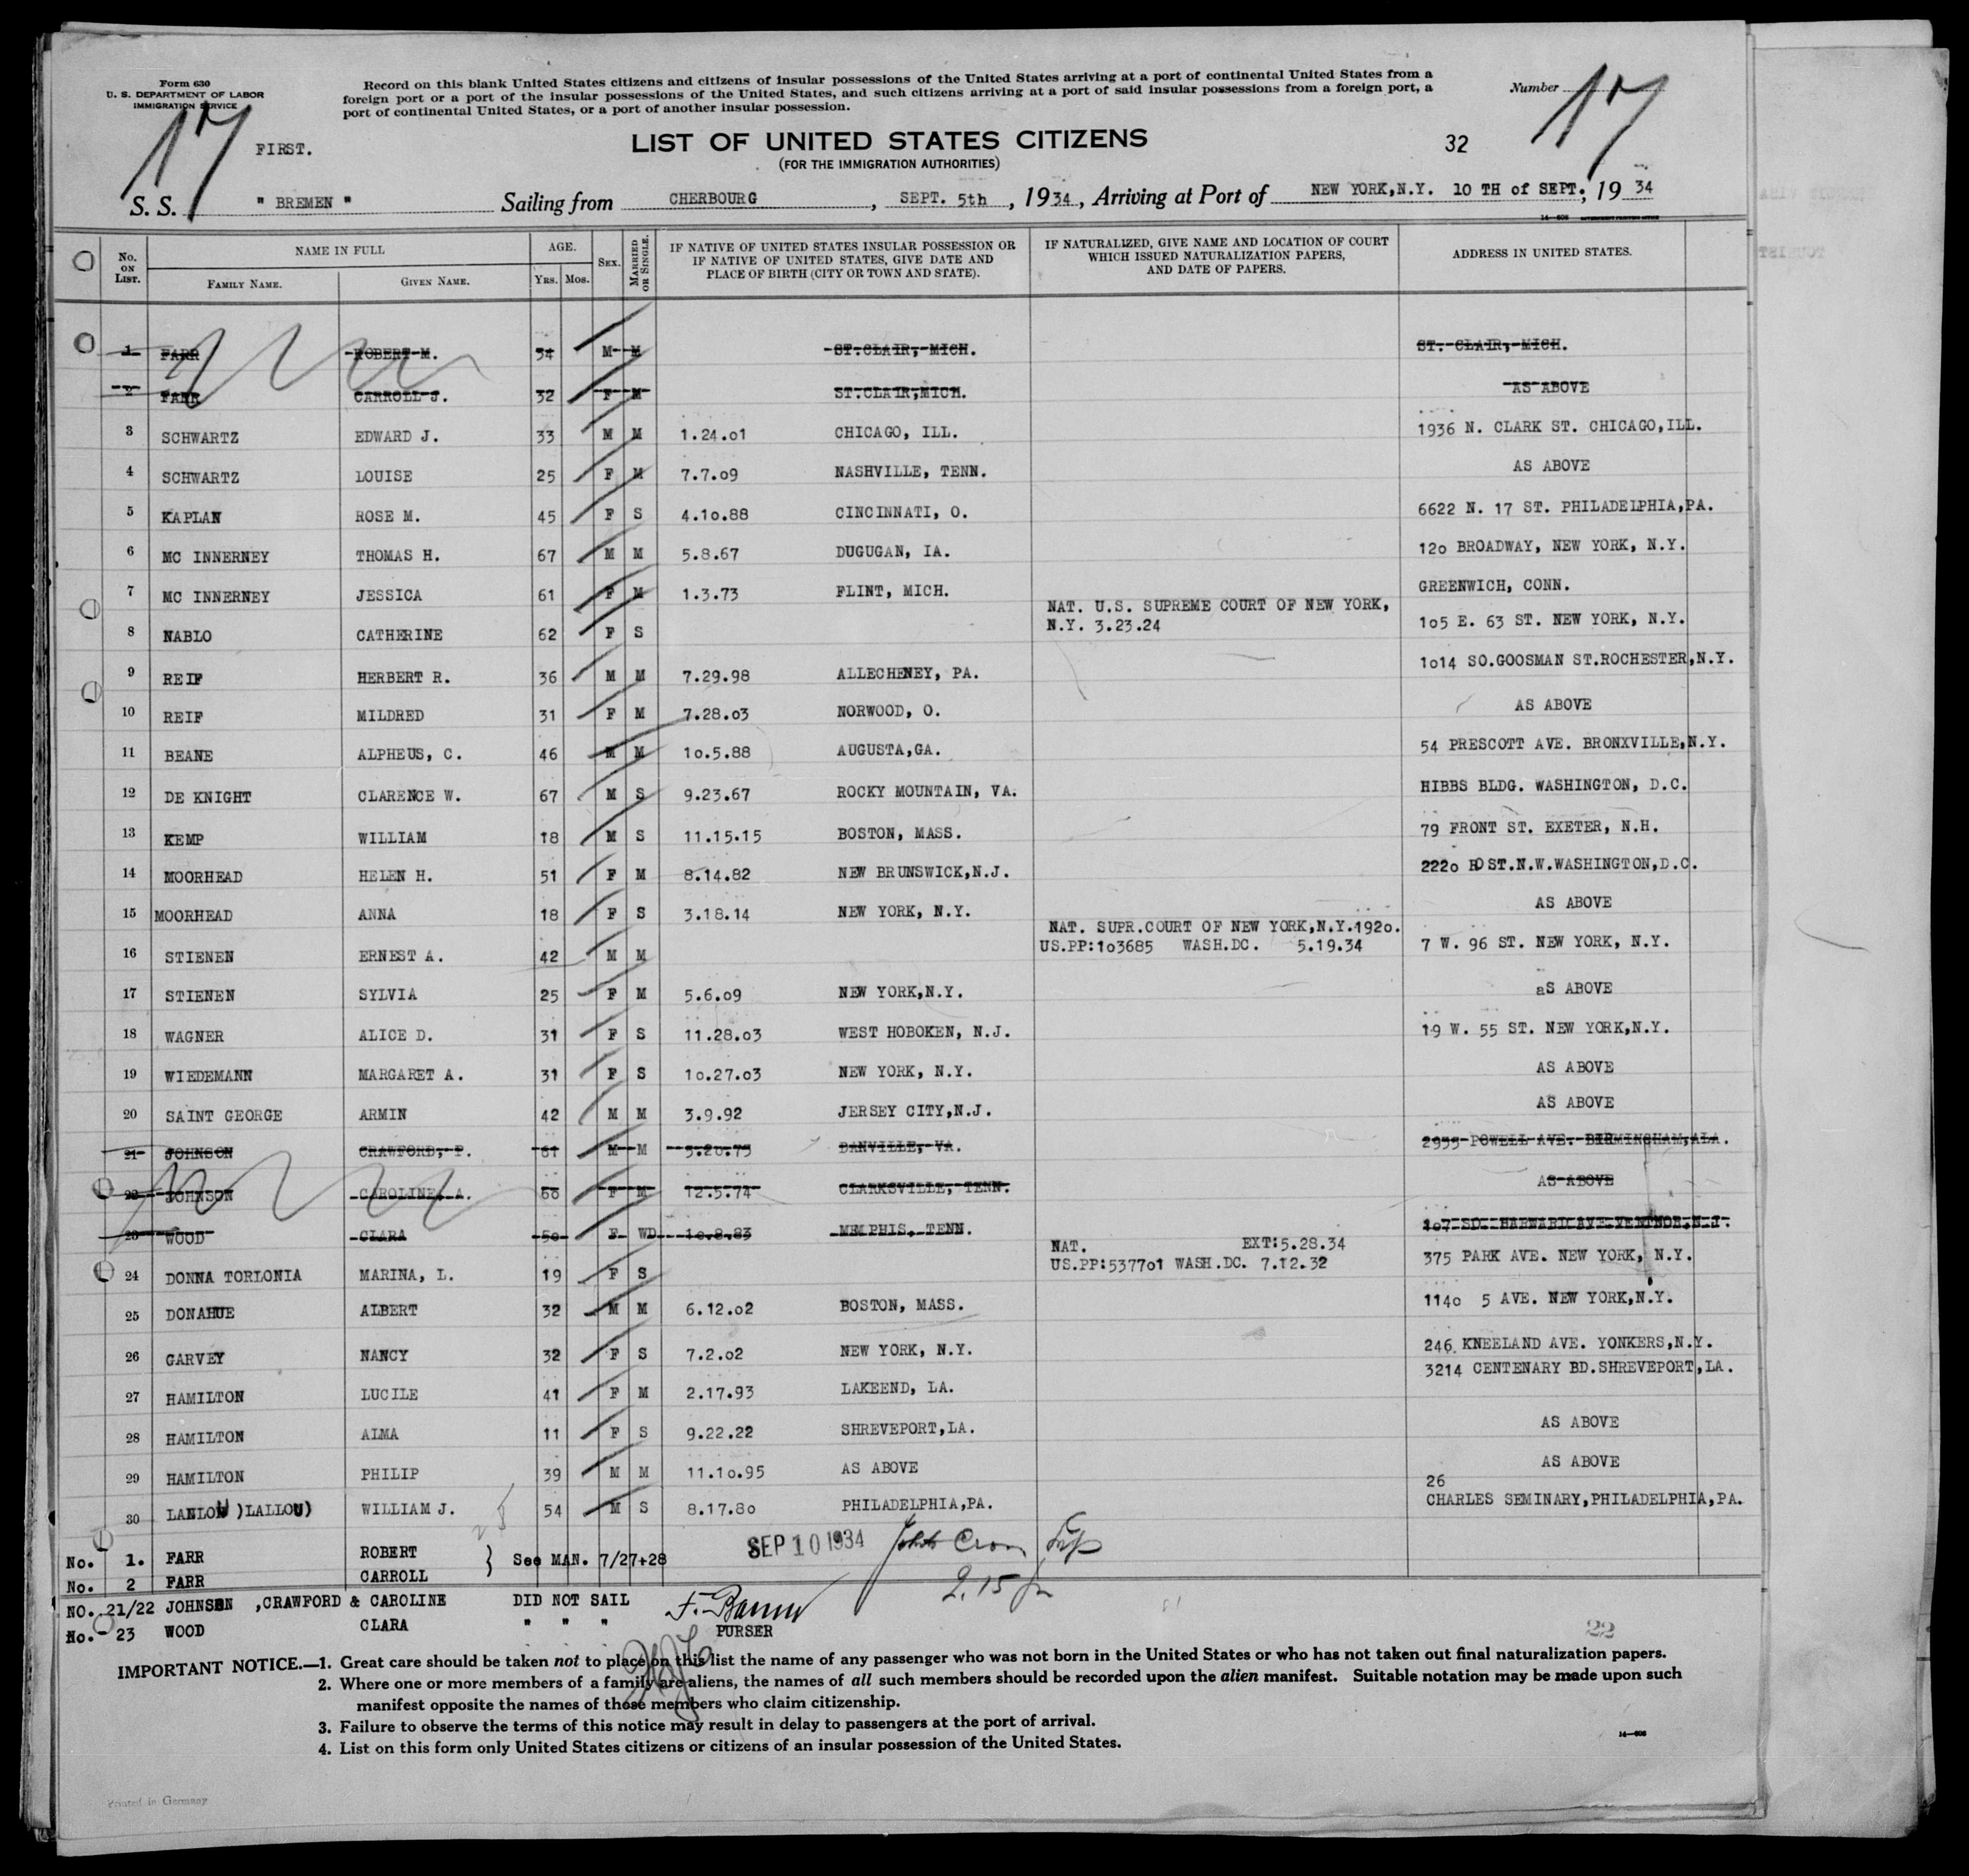 Form 630
U. S. DEPARTMENT OF LABOR
IMMIGRATION SERVICE
Record on this blank United States citizens and citizens of insular possessions of the United States arriving at a port of continental United States from a
foreign port or a port of the insular possessions of the United States, and such citizens arriving at a port of said insular possessions from a foreign port, a
port of continental United States, or a port of another insular possession.
Number 17
17
FIRST.
LIST OF UNITED STATES CITIZENS
(FOR THE IMMIGRATION AUTHORITIES)
32
S. S. " BREMEN " Sailing from CHERBOURG, SEPT. 5th, 1934, Arriving at Port of NEW YORK,N.Y. 10 TH of SEPT., 1934
No. ON LIST. NAME IN FULL FAMILY NAME. GIVEN NAME. AGE. YRS. MOS. SEX. MARRIED OR SINGLE. IF NATIVE OF UNITED STATES INSULAR POSSESSION OR IF NATIVE OF UNITED STATES, GIVE DATE AND PLACE OF BIRTH (CITY OR TOWN AND STATE). IF NATURALIZED, GIVE NAME AND LOCATION OF COURT WHICH ISSUED NATURALIZATION PAPERS, AND DATE OF PAPERS. ADDRESS IN UNITED STATES.
1 FARR ROBERT M. 34 M M ST.CLAIR, MICH. ST. CLAIR, MICH.
2 FARR CARROLL J. 32 F M ST.CLAIR,MICH. AS ABOVE
3 SCHWARTZ EDWARD J. 33 M M 1.24.01 CHICAGO, ILL. 1936 N. CLARK ST. CHICAGO,ILL.
4 SCHWARTZ LOUISE 25 F M 7.7.09 NASHVILLE, TENN. AS ABOVE
5 KAPLAN ROSE M. 45 F S 4.10.88 CINCINNATI, O. 6622 N. 17 ST. PHILADELPHIA,PA.
6 MC INNERNEY THOMAS H. 67 M M 5.8.67 DUGUGAN, IA. 120 BROADWAY, NEW YORK, N.Y.
7 MC INNERNEY JESSICA 61 F M 1.3.73 FLINT, MICH. GREENWICH, CONN.
8 NABLO CATHERINE 62 F S NAT. U.S. SUPREME COURT OF NEW YORK, N.Y. 3.23.24 105 E. 63 ST. NEW YORK, N.Y.
9 REIF HERBERT R. 36 M M 7.29.98 ALLECHENEY, PA. 1014 SO.GOOSMAN ST.ROCHESTER,N.Y.
10 REIF MILDRED 31 F M 7.28.03 NORWOOD, O. AS ABOVE
11 BEANE ALPHEUS, C. 46 M M 10.5.88 AUGUSTA,GA. 54 PRESCOTT AVE. BRONXVILLE,N.Y.
12 DE KNIGHT CLARENCE W. 67 M S 9.23.67 ROCKY MOUNTAIN, VA. HIBBS BLDG. WASHINGTON, D.C.
13 KEMP WILLIAM 18 M S 11.15.15 BOSTON, MASS. 79 FRONT ST. EXETER, N.H.
14 MOORHEAD HELEN H. 51 F M 8.14.82 NEW BRUNSWICK,N.J. 2220 ST.N.W.WASHINGTON,D.C.
15 MOORHEAD ANNA 18 F S 3.18.14 NEW YORK, N.Y. AS ABOVE
16 STIENEN ERNEST A. 42 M M NAT. SUPR.COURT OF NEW YORK,N.Y.1920. US.PP:103685 WASH.DC. 5.19.34 7 W. 96 ST. NEW YORK, N.Y.
17 STIENEN SYLVIA 25 F M 5.6.09 NEW YORK,N.Y. aS ABOVE
18 WAGNER ALICE D. 31 F S 11.28.03 WEST HOBOKEN, N.J. 19 W. 55 ST. NEW YORK,N.Y.
19 WIEDEMANN MARGARET A. 31 F S 10.27.03 NEW YORK, N.Y. AS ABOVE
20 SAINT GEORGE ARMIN 42 M M 3.9.92 JERSEY CITY,N.J. AS ABOVE
21 JOHNSON CRAWFORD, P. 61 M M 5.20.73 DANVILLE, VA. 2933 POWELL AVE. BIRMINGHAM,ALA.
22 JOHNSON CAROLINE, A. 60 F M 12.5.74 CLARKSVILLE, TENN. AS ABOVE
23 WOOD CLARA 50 F WD 10.8.83 MEMPHIS, TENN. 107 SO. HARWARD AVE VENTNOR,N.J.
24 DONNA TORLONIA MARINA, L. 19 F S NAT. EXT:5.28.34 US.PP:537701 WASH.DC. 7.12.32 375 PARK AVE. NEW YORK, N.Y.
25 DONAHUE ALBERT 32 M M 6.12.02 BOSTON, MASS. 1140 5 AVE. NEW YORK,N.Y.
26 GARVEY NANCY 32 F S 7.2.02 NEW YORK, N.Y. 246 KNEELAND AVE. YONKERS,N.Y.
27 HAMILTON LUCILE 41 F M 2.17.93 LAKEEND, LA. 3214 CENTENARY BD.SHREVEPORT,LA.
28 HAMILTON ALMA 11 F S 9.22.22 SHREVEPORT,LA. AS ABOVE
29 HAMILTON PHILIP 39 M M 11.10.95 AS ABOVE AS ABOVE
26
30 LANLOU )LALLOU) WILLIAM J. 54 M S 8.17.80 PHILADELPHIA,PA. CHARLES SEMINARY,PHILADELPHIA,PA.
SEP 10 1934
No. 1. FARR ROBERT } See MAN. 7/27+28
No. 2 FARR CARROLL
NO. 21/22 JOHNSON ,CRAWFORD & CAROLINE DID NOT SAIL
No. 23 WOOD CLARA " " "
PURSER
22
IMPORTANT NOTICE.—1. Great care should be taken not to place on this list the name of any passenger who was not born in the United States or who has not taken out final naturalization papers.
2. Where one or more members of a family are aliens, the names of all such members should be recorded upon the alien manifest. Suitable notation may be made upon such
manifest opposite the names of those members who claim citizenship.
3. Failure to observe the terms of this notice may result in delay to passengers at the port of arrival.
4. List on this form only United States citizens or citizens of an insular possession of the United States.
Printed in Germany